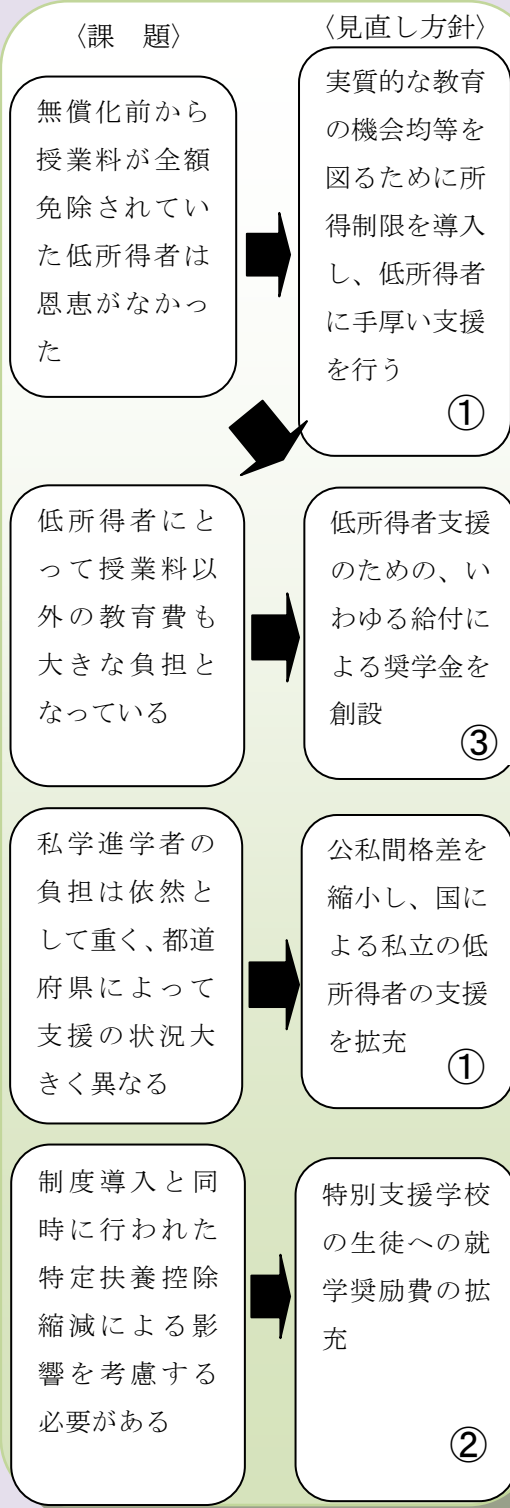 〈課　題〉
〈見直し方針〉
無償化前から
授業料が全額
免除されてい
た低所得者は
恩恵がなかっ
た
実質的な教育
の機会均等を
図るために所
得制限を導入
し、低所得者
に手厚い支援
を行う
①
低所得者にと
って授業料以
外の教育費も
大きな負担と
なっている
低所得者支援
のための、い
わゆる給付に
よる奨学金を
創設
③
私学進学者の
負担は依然と
して重く、都道
府県によって
支援の状況大
きく異なる
公私間格差を
縮小し、国に
よる私立の低
所得者の支援
を拡充
①
制度導入と同
時に行われた
特定扶養控除
縮減による影
響を考慮する
必要がある
特別支援学校
の生徒への就
学奨励費の拡
充
②